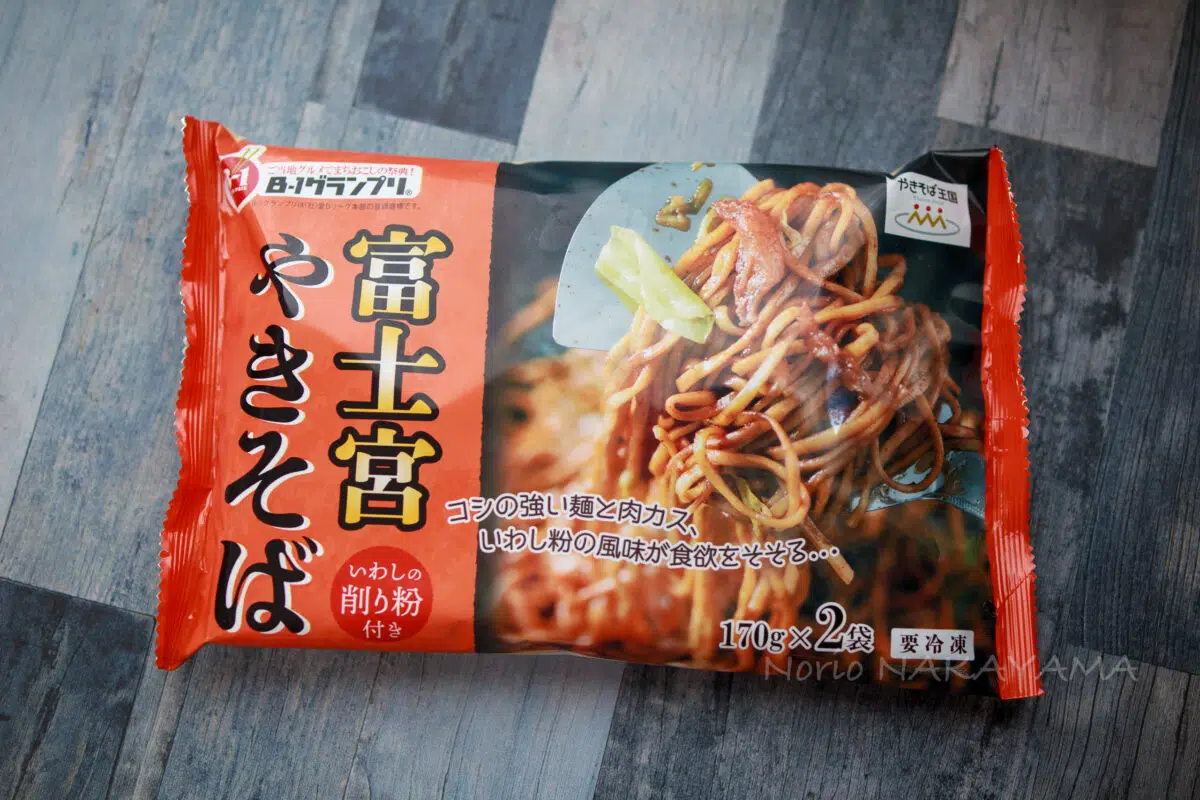 ご当地グルメでまちおこしの祭典!
B-1グランプリ®
富士宮
やきそば
いわしの
削り粉
付き
コシの強い麺と肉カス、
いわし粉の風味が食欲をそそる…
170g×2袋
要冷凍
やきそば王国
Norio NAKAYAMA